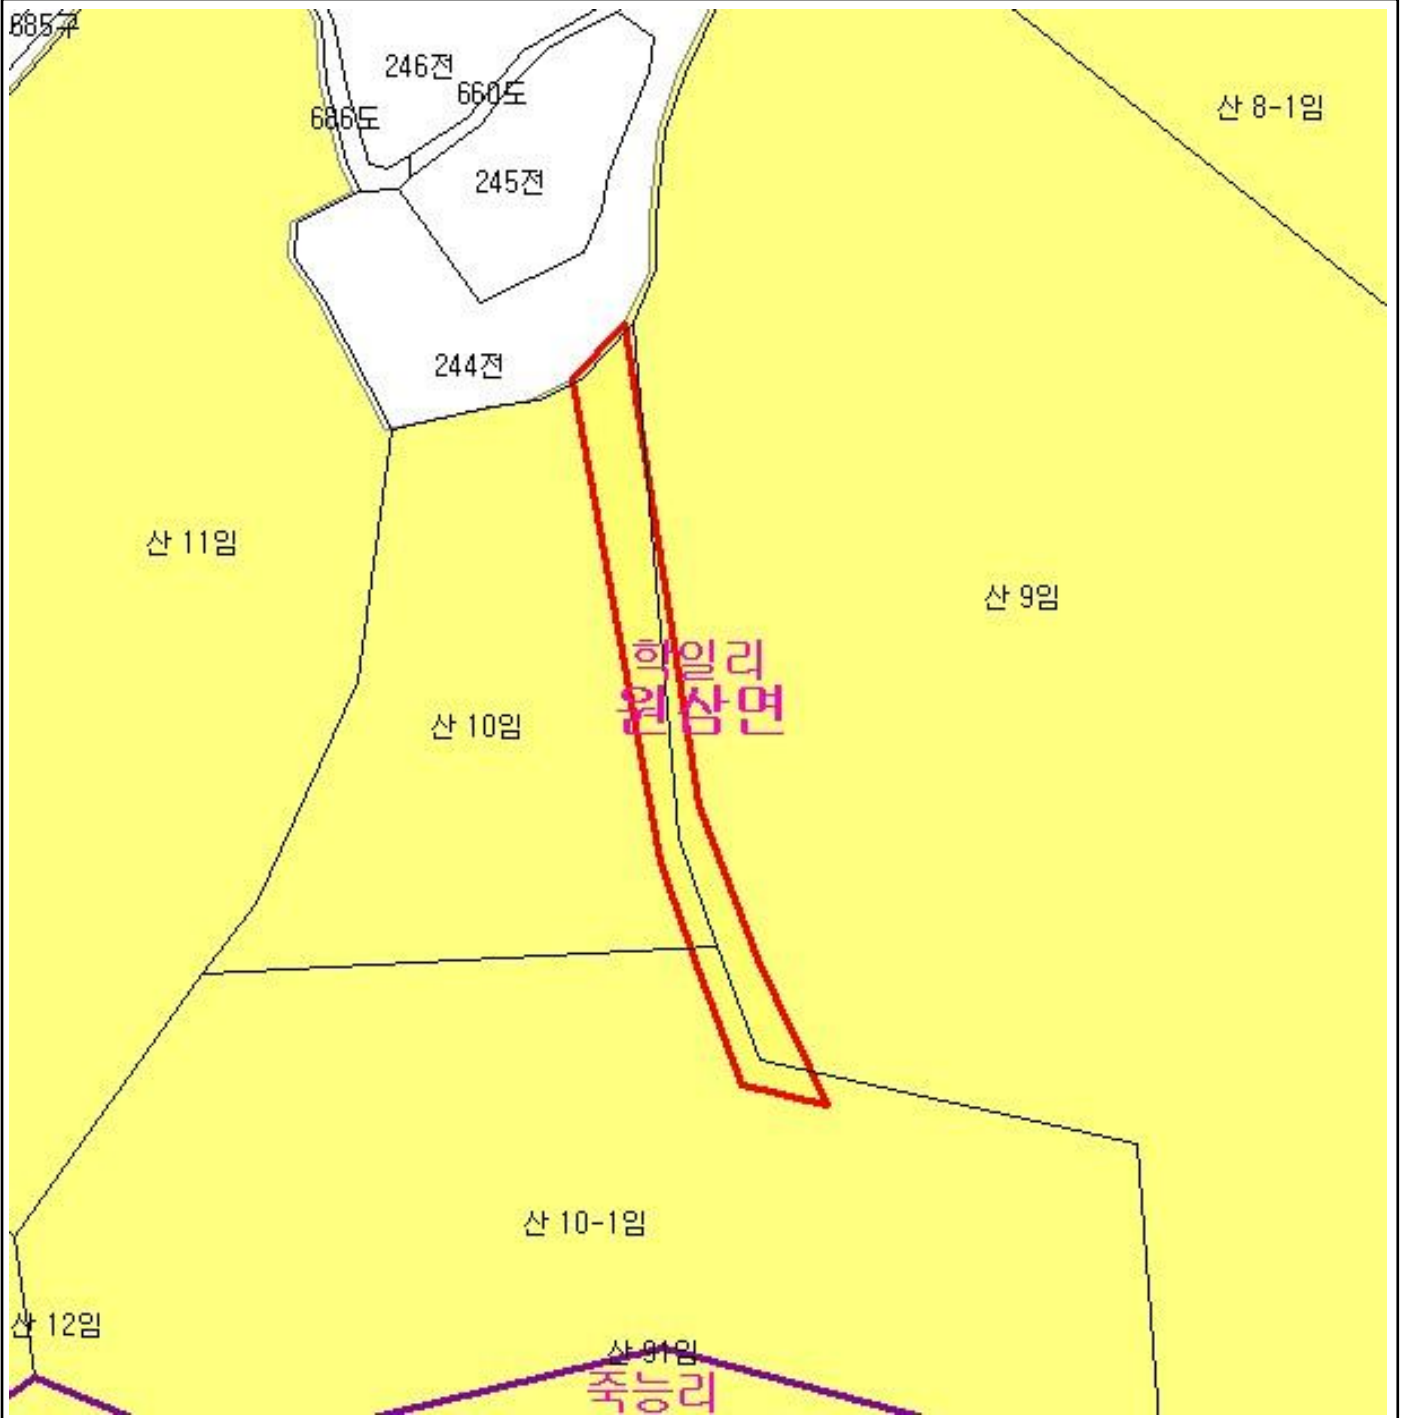 685구
246전
660도
686도
산 8-1임
245전
244전
산 11임
산 9임
학일리
원삼면
산 10임
산 10-1임
산 12임
산 91임
죽능리